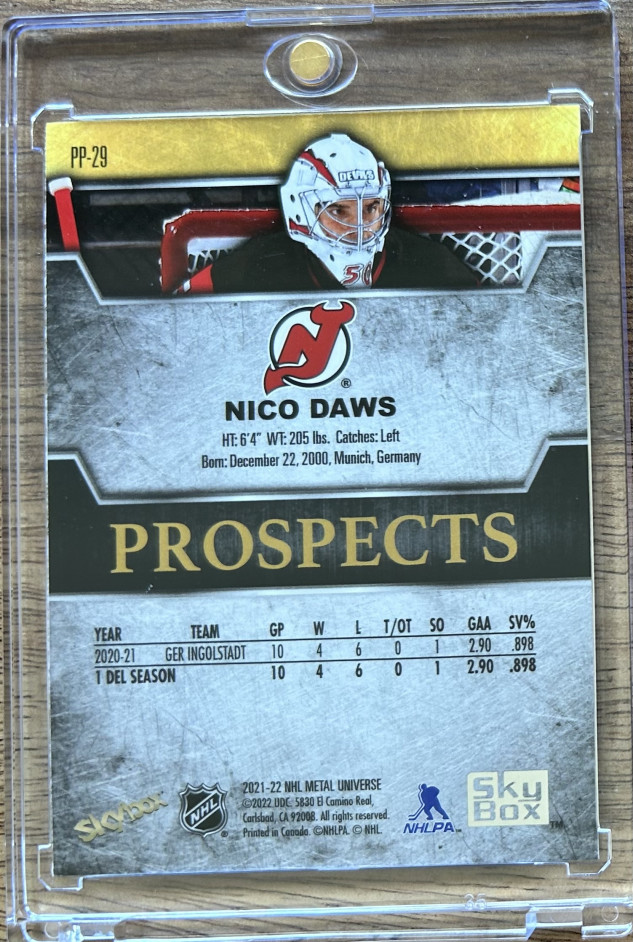 PP-29
DEVILS
NJ
®
NICO DAWS
HT: 6'4" WT: 205 lbs. Catches: Left
Born: December 22, 2000, Munich, Germany
PROSPECTS
YEAR TEAM GP W L T/OT SO GAA SV%
2020-21 GER INGOLSTADT 10 4 6 0 1 2.90 .898
1 DEL SEASON 10 4 6 0 1 2.90 .898
Skybox
NHL
®
2021-22 NHL METAL UNIVERSE
©2022 UDC. 5830 El Camino Real,
Carlsbad, CA 92008. All rights reserved.
Printed in Canada. ©NHLPA. © NHL.
NHLPA™
Sky
Box™